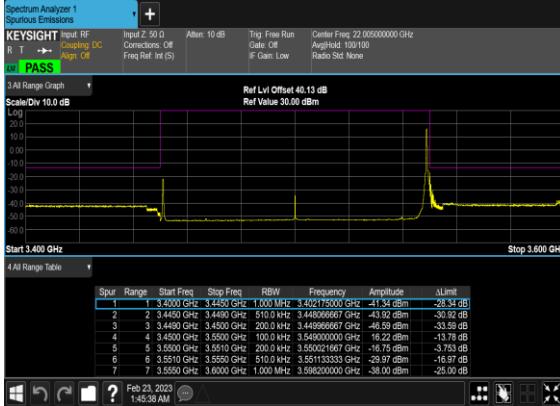 Spectrum Analyzer 1
Spurious Emissions
+
KEYSIGHT Input: RF Input Z: 50 Ω Atten: 10 dB Trig: Free Run Center Freq: 22.005000000 GHz
R T Coupling: DC Corrections: Off Gate: Off Avg|Hold: 100/100
Align: Off Freq Ref: Int (S) IF Gain: Low Radio Std: None
PASS
3 All Range Graph Ref Lvl Offset 40.13 dB
Scale/Div 10.0 dB Ref Value 30.00 dBm
Log
20.0
10.0
0.00
-10.0
-20.0
-30.0
-40.0
-50.0
-60.0
Start 3.400 GHz Stop 3.600 GH
4 All Range Table
Spur Range Start Freq Stop Freq RBW Frequency Amplitude ΔLimit
1 1 3.4000 GHz 3.4450 GHz 1.000 MHz 3.402175000 GHz -41.34 dBm -28.34 dB
2 2 3.4450 GHz 3.4490 GHz 510.0 kHz 3.448066667 GHz -43.92 dBm -30.92 dB
3 3 3.4490 GHz 3.4500 GHz 200.0 kHz 3.449966667 GHz -46.59 dBm -33.59 dB
4 4 3.4500 GHz 3.5500 GHz 100.0 kHz 3.549000000 GHz 16.22 dBm -13.78 dB
5 5 3.5500 GHz 3.5510 GHz 200.0 kHz 3.550021667 GHz -16.75 dBm -3.753 dB
6 6 3.5510 GHz 3.5550 GHz 510.0 kHz 3.551133333 GHz -29.97 dBm -16.97 dB
7 7 3.5550 GHz 3.6000 GHz 1.000 MHz 3.598200000 GHz -38.00 dBm -25.00 dB
? Feb 23, 2023
1:45:38 AM